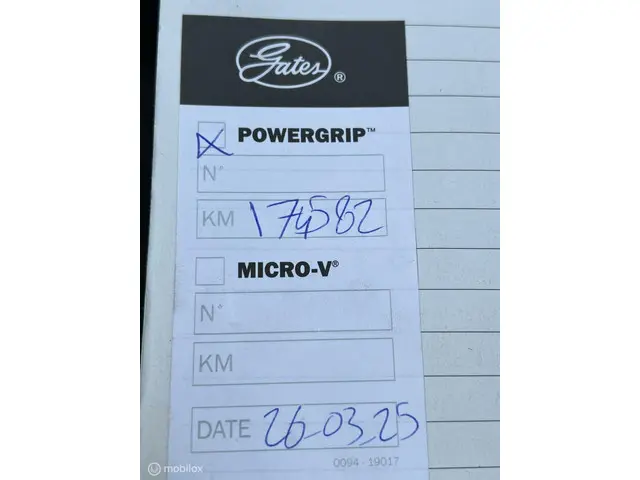 Gates ®
POWERGRIP™
N°
KM 174582
MICRO-V®
N°
KM
DATE 26-03-25
0094 - 19017
mobilox